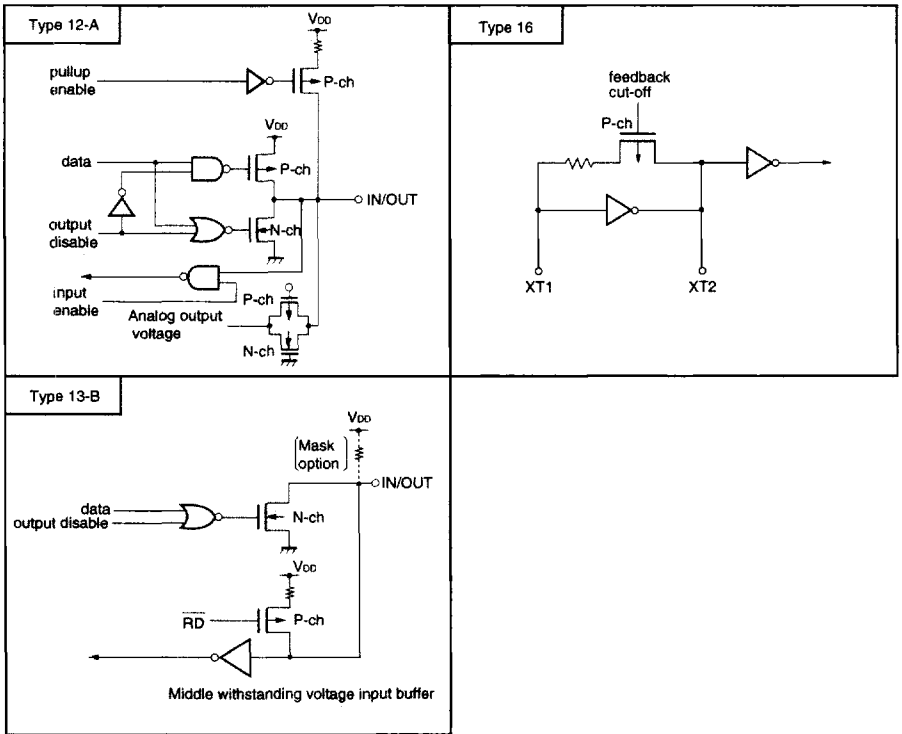 Type 12-A
VDD
pullup
enable
P-ch
VDD
data
P-ch
IN/OUT
output
disable
N-ch
input
enable
P-ch
Analog output
voltage
N-ch
Type 16
feedback
cut-off
P-ch
XT1
XT2
Type 13-B
VDD
(Mask
option)
IN/OUT
data
output disable
N-ch
VDD
RD
P-ch
Middle withstanding voltage input buffer